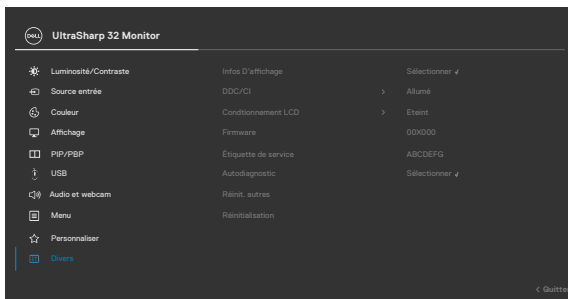 DELL UltraSharp 32 Monitor
Luminosité/Contraste Infos D'affichage Sélectionner
Source entrée DDC/CI > Allumé
Couleur Condtionnement LCD > Eteint
Affichage Firmware 00X000
PIP/PBP Étiquette de service ABCDEFG
USB Autodiagnostic Sélectionner
Audio et webcam Réinit. autres
Menu Réinitialisation
Personnaliser
Divers
< Quitter